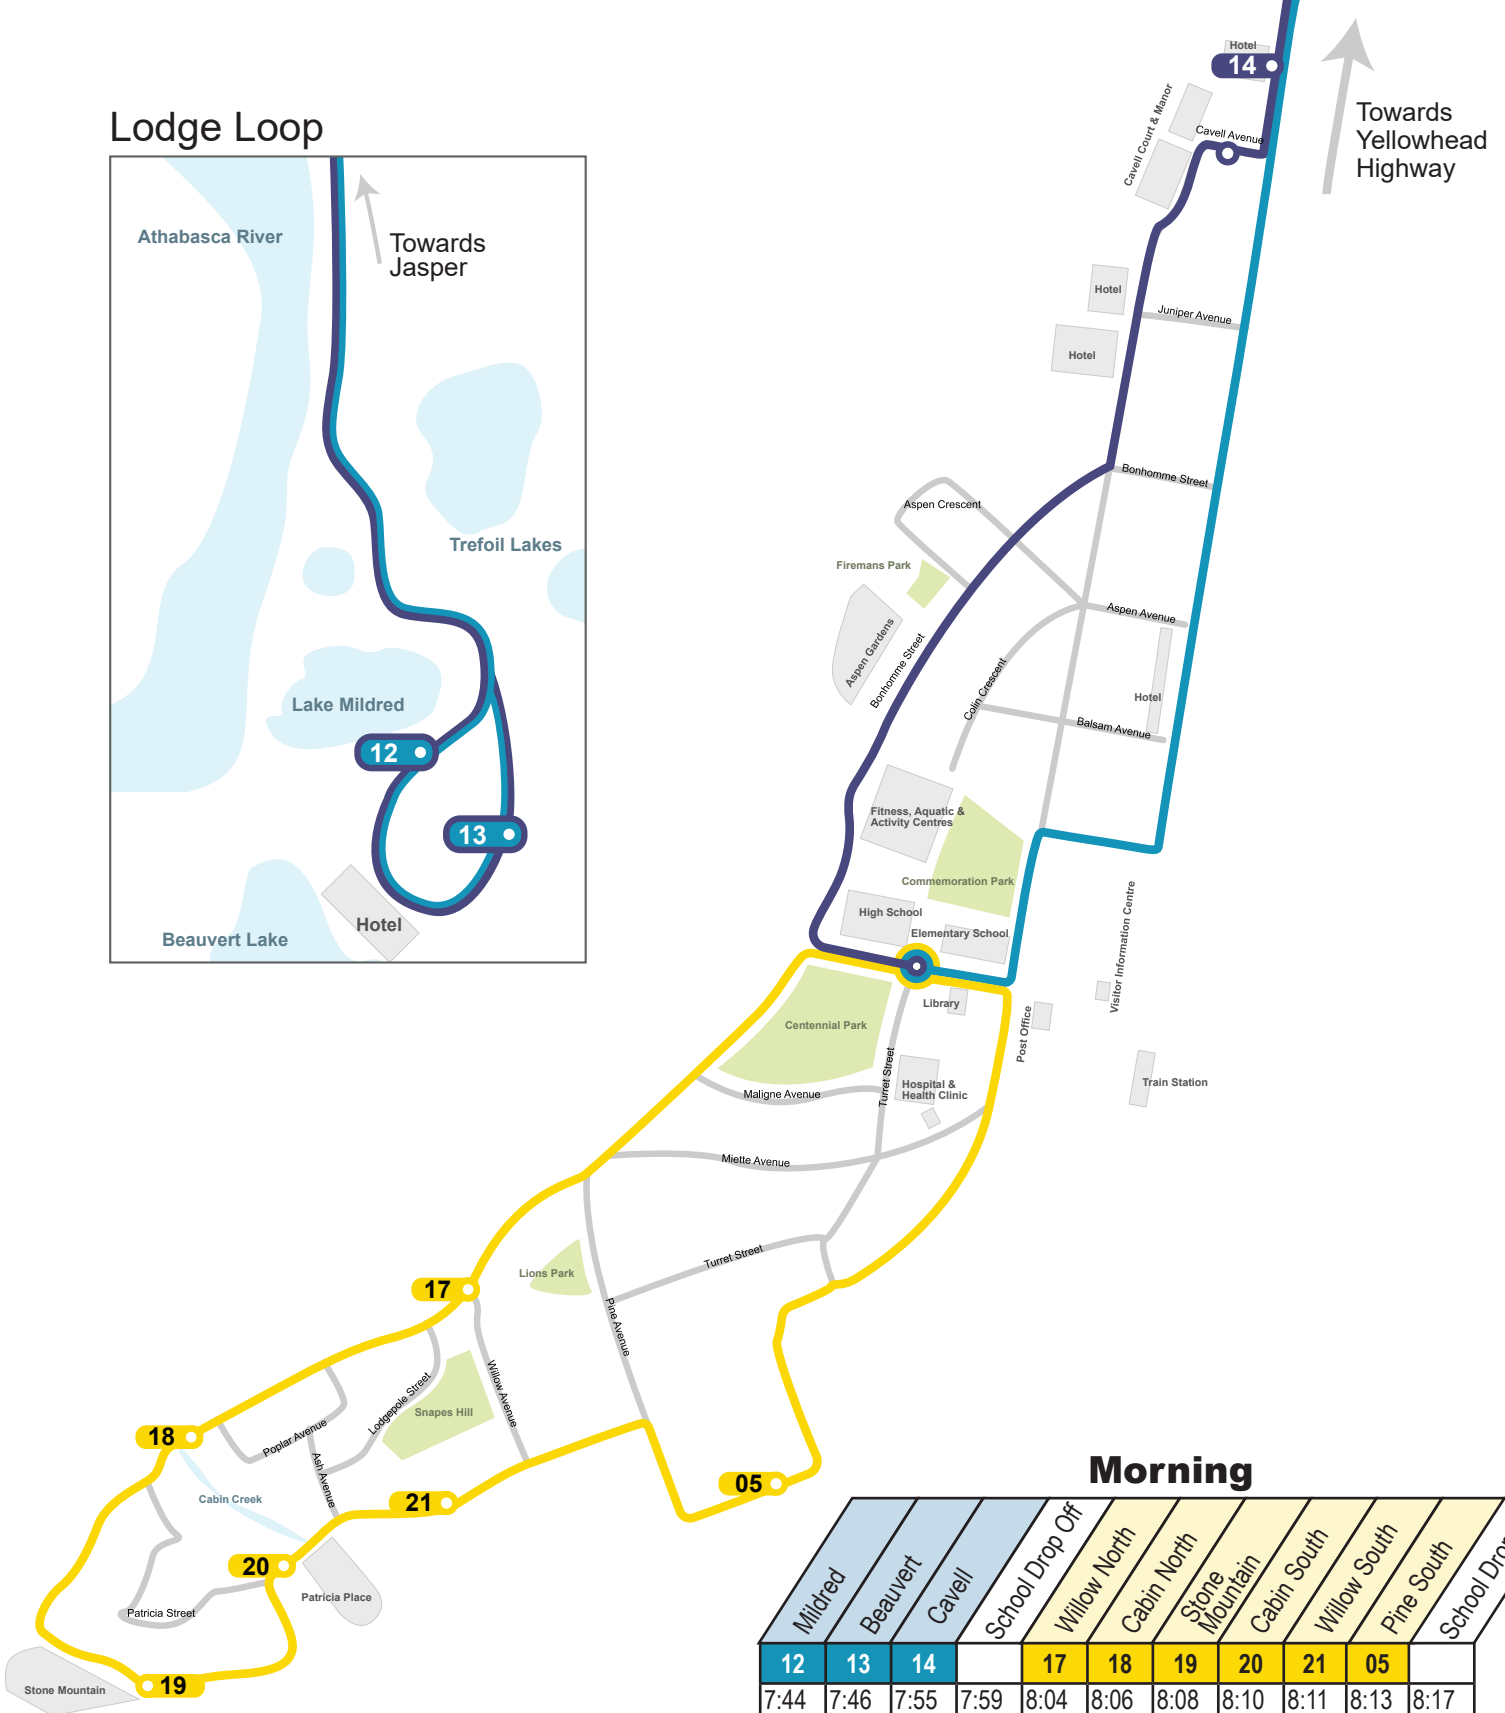 Hotel
14
Cavell Court & Manor
Cavell Avenue
Towards
Yellowhead
Highway
Lodge Loop
Athabasca River
Towards
Jasper
Trefoil Lakes
Lake Mildred
12
13
Hotel
Beauvert Lake
Hotel
Juniper Avenue
Hotel
Bonhomme Street
Aspen Crescent
Firemans Park
Aspen Gardens
Bonhomme Street
Aspen Avenue
Colin Crescent
Hotel
Balsam Avenue
Fitness, Aquatic &
Activity Centres
Commemoration Park
High School
Elementary School
Visitor Information Centre
Library
Post Office
Centennial Park
Turret Street
Hospital &
Health Clinic
Train Station
Maligne Avenue
Miette Avenue
Turret Street
Lions Park
17
Pine Avenue
Willow Avenue
Lodgepole Street
Snapes Hill
18
Poplar Avenue
Ash Avenue
Cabin Creek
21
05
20
Patricia Place
Patricia Street
19
Stone Mountain
Morning
Mildred
Beauvert
Cavell
School Drop Off
Willow North
Cabin North
Stone
Mountain
Cabin South
Willow South
Pine South
School Drop
12 13 14 17 18 19 20 21 05
7:44 7:46 7:55 7:59 8:04 8:06 8:08 8:10 8:11 8:13 8:17